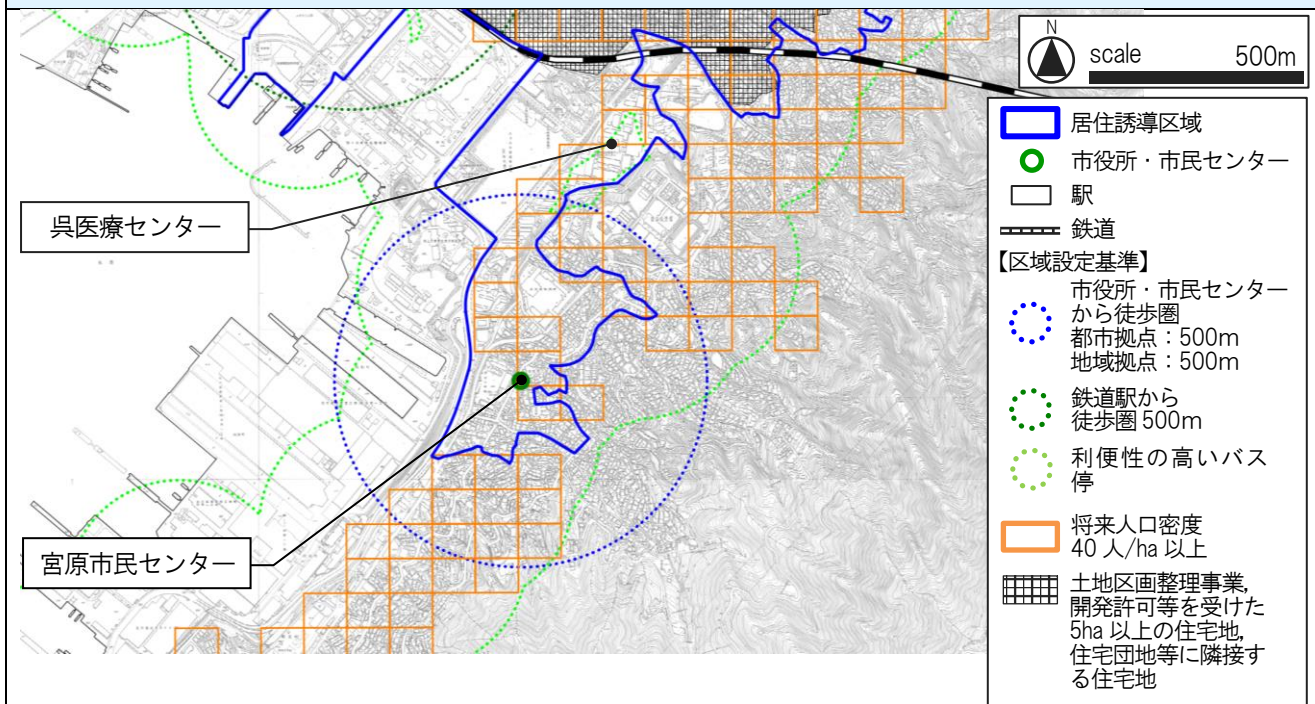 N
scale 500m
居住誘導区域
市役所・市民センター
駅
鉄道
【区域設定基準】
市役所・市民センター
から徒歩圏
都市拠点：500m
地域拠点：500m
鉄道駅から
徒歩圏 500m
利便性の高いバス
停
将来人口密度
40 人/ha 以上
土地区画整理事業,
開発許可等を受けた
5ha 以上の住宅地,
住宅団地等に隣接す
る住宅地
呉医療センター
宮原市民センター